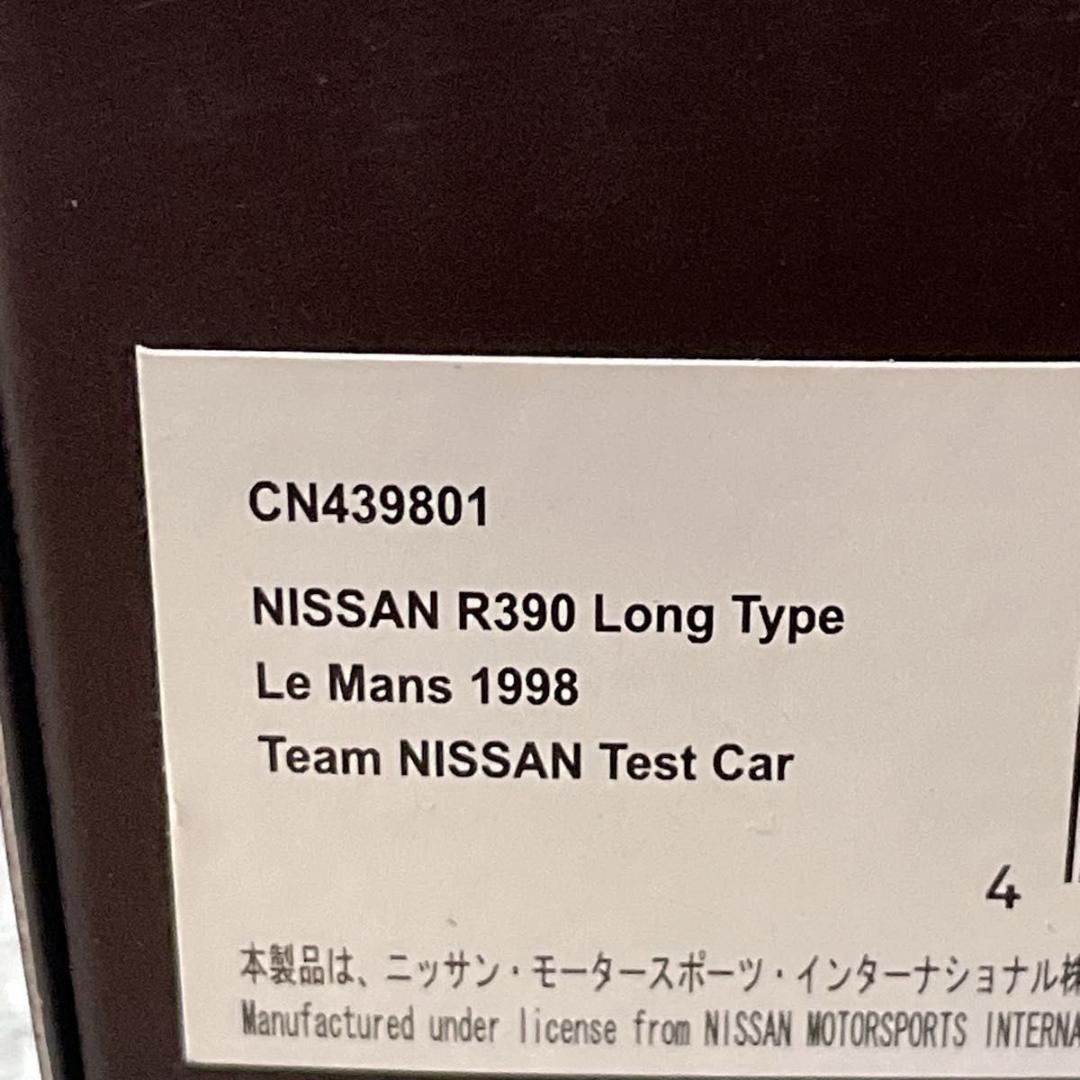 CN439801
NISSAN R390 Long Type
Le Mans 1998
Team NISSAN Test Car
4
本製品は、ニッサン・モータースポーツ・インターナショナル株
Manufactured under license from NISSAN MOTORSPORTS INTERNA